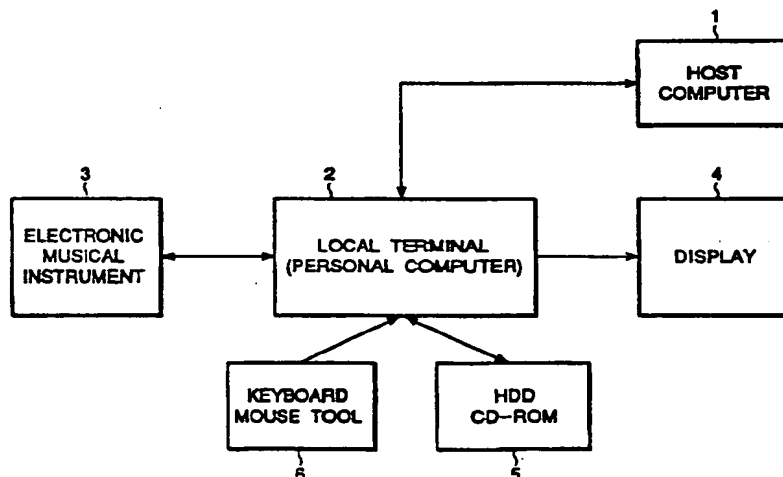 1
HOST
COMPUTER
3
2
4
ELECTRONIC
MUSICAL
INSTRUMENT
LOCAL TERMINAL
(PERSONAL COMPUTER)
DISPLAY
KEYBOARD
MOUSE TOOL
HDD
CD-ROM
6
5